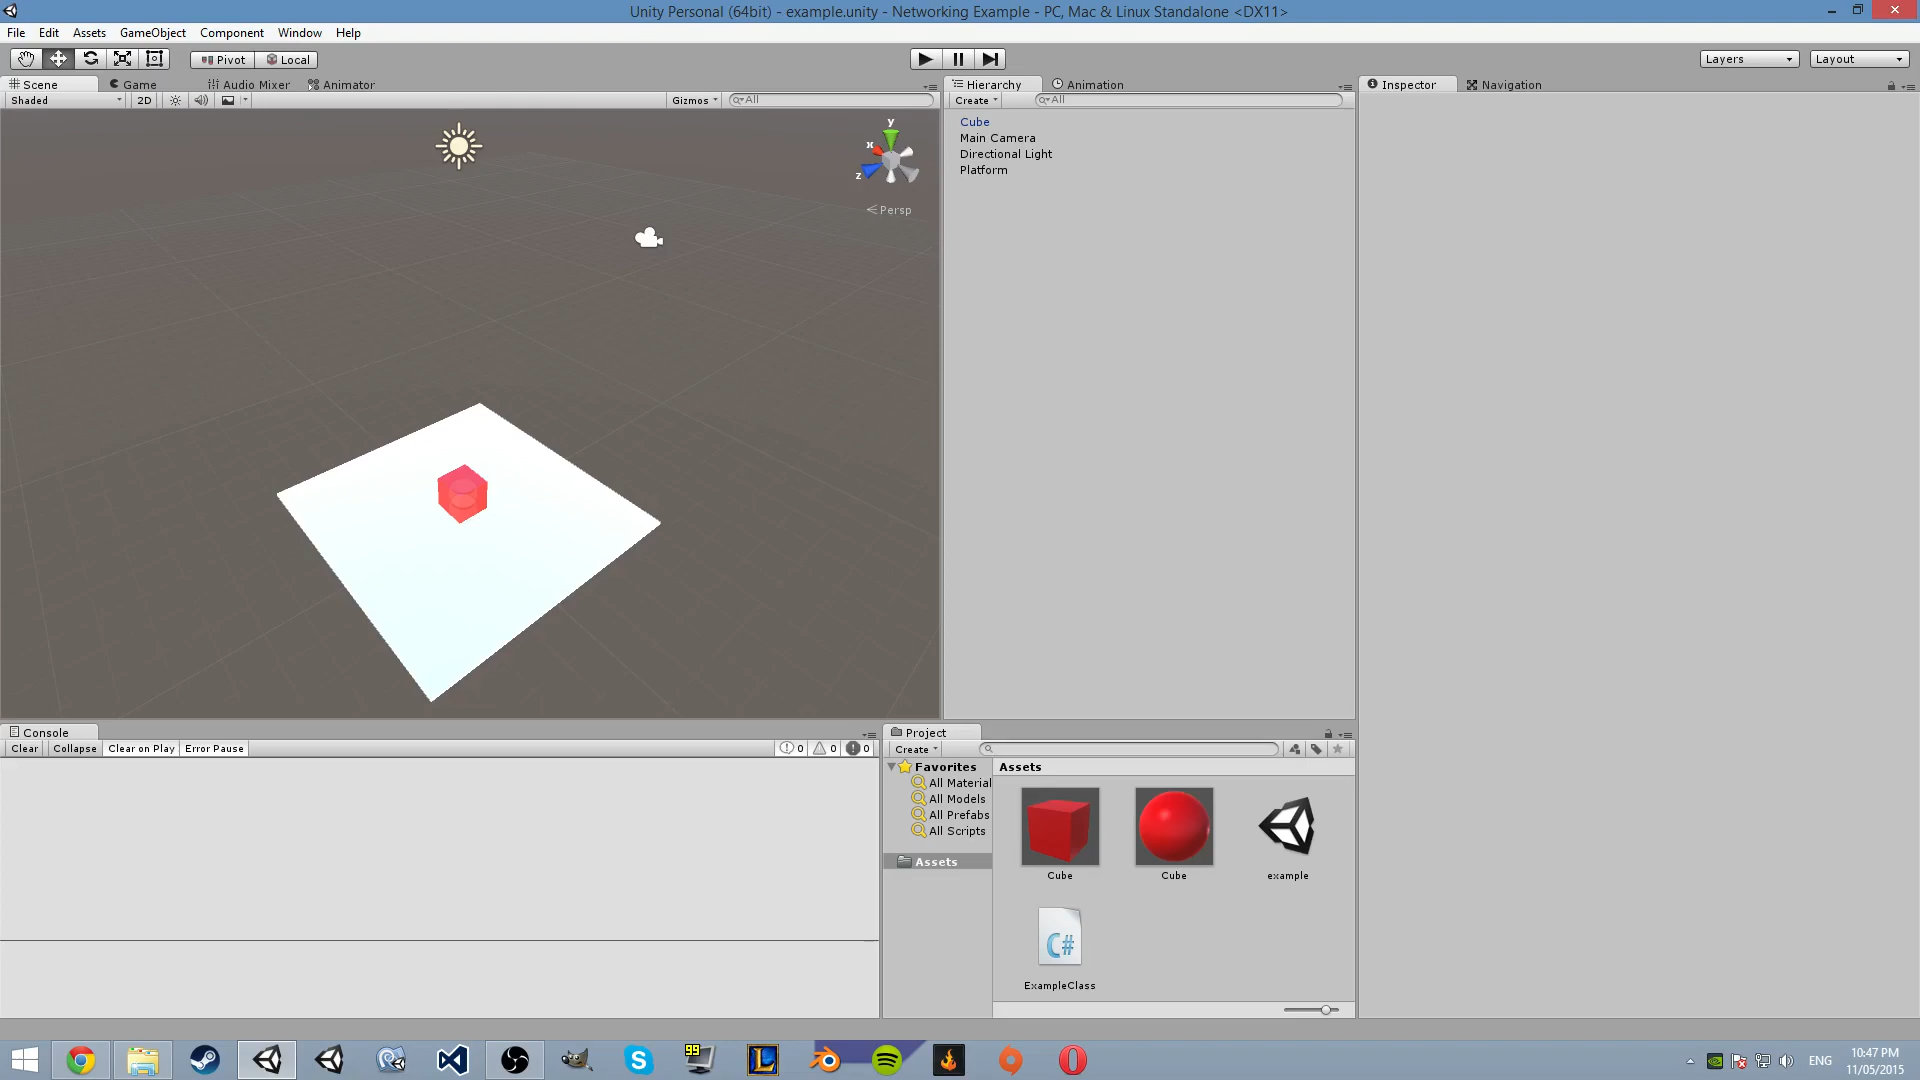 Unity Personal (64bit) - example.unity - Networking Example - PC, Mac & Linux Standalone <DX11>
File Edit Assets GameObject Component Window Help
Pivot Local Layers Layout
Scene Game Audio Mixer Animator Hierarchy Animation Inspector Navigation
Shaded 2D Gizmos All Create All
Cube
Main Camera
Directional Light
Platform
y
x
z
Persp
Console Project
Clear Collapse Clear on Play Error Pause 0 0 0 Create
Favorites Assets
All Material
All Models
All Prefabs
All Scripts
Assets
Cube Cube example
C#
ExampleClass
99
L
ENG
10:47 PM
11/05/2015